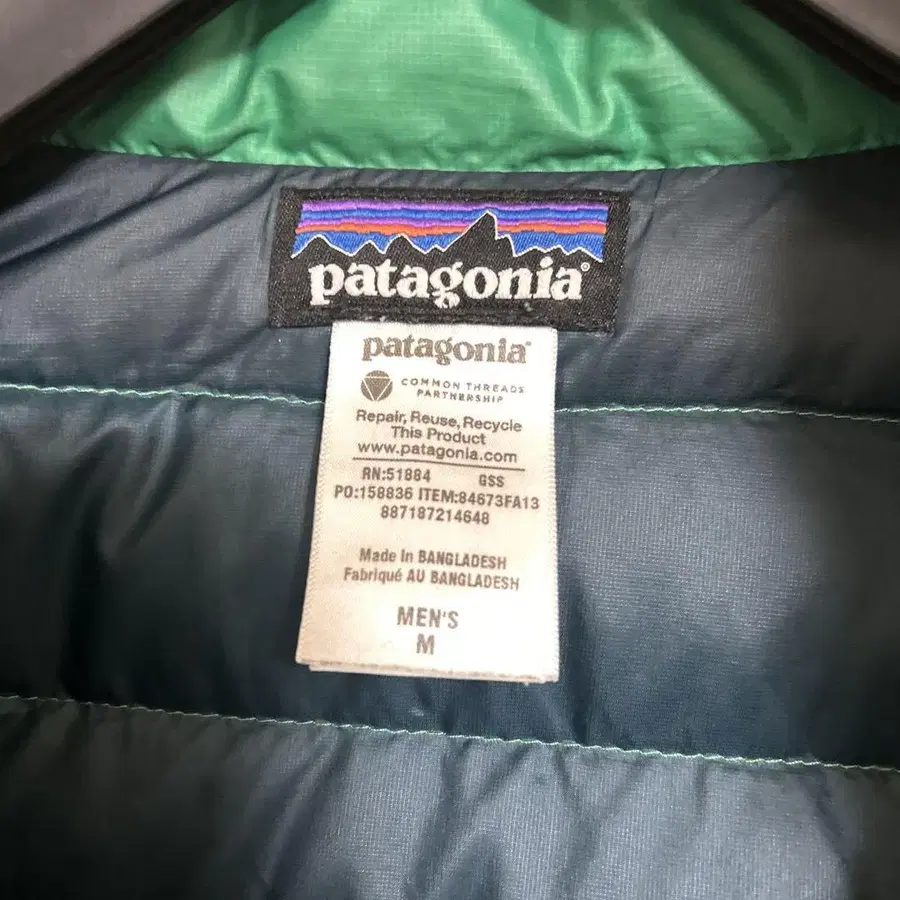 patagonia®
patagonia®
COMMON THREADS
PARTNERSHIP
Repair, Reuse, Recycle
This Product
www.patagonia.com
RN:51884 GSS
PO:158836 ITEM:84673FA13
887187214648
Made In BANGLADESH
Fabriqué AU BANGLADESH
MEN'S
M